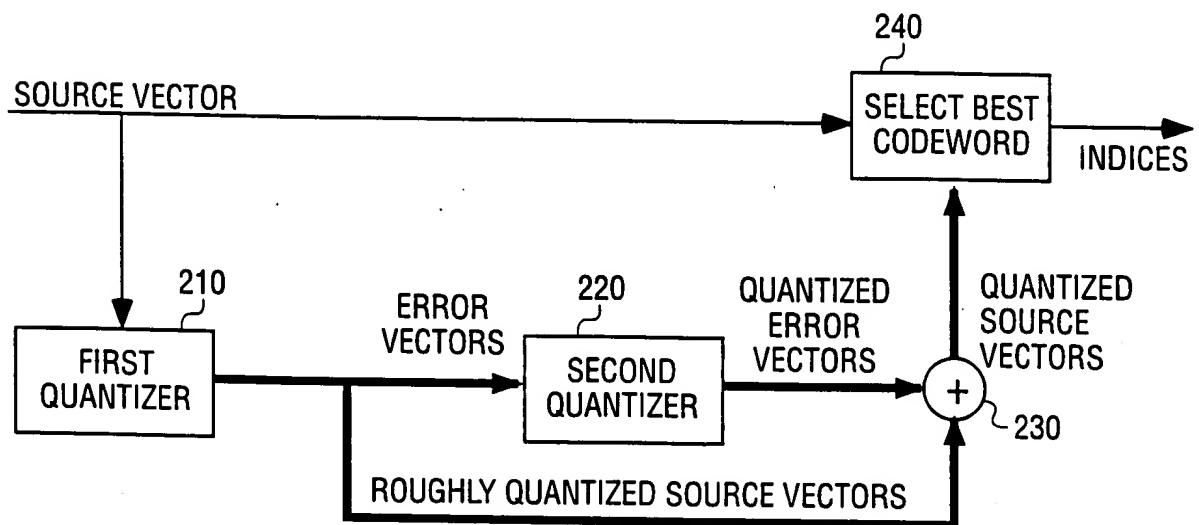 240
SOURCE VECTOR
SELECT BEST
CODEWORD
INDICES
210
FIRST
QUANTIZER
ERROR
VECTORS
220
SECOND
QUANTIZER
QUANTIZED
ERROR
VECTORS
QUANTIZED
SOURCE
VECTORS
+
230
ROUGHLY QUANTIZED SOURCE VECTORS